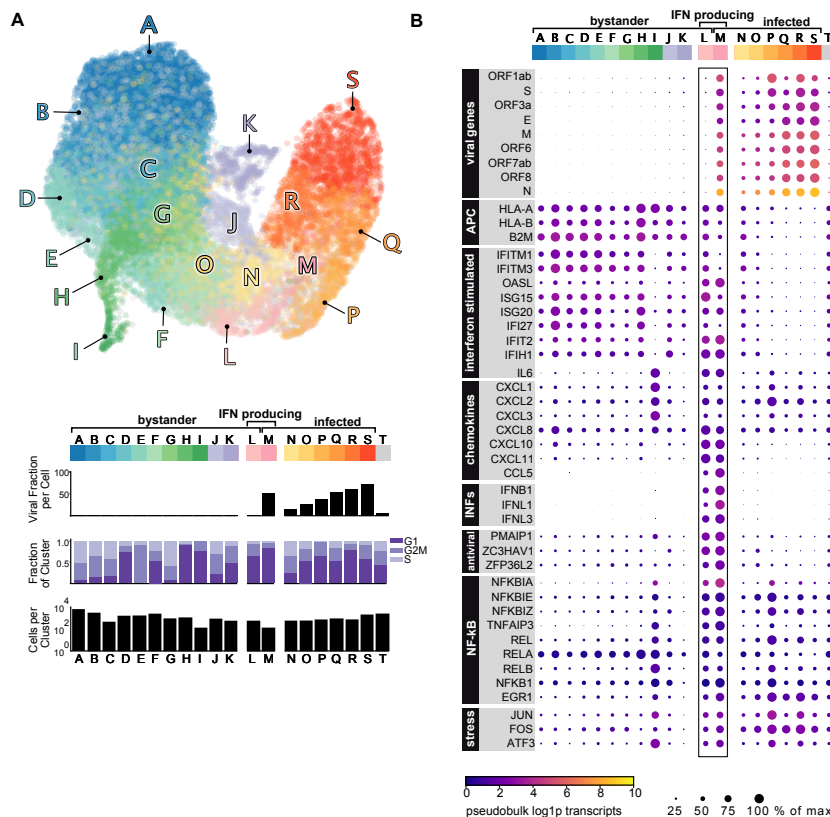 A
A
B
C
D
E
G
H
I
F
O
N
J
K
L
M
P
Q
R
S
bystander
IFN producing
infected
A B C D E F G H I J K L M N O P Q R S T
Viral Fraction
per Cell
100
50
Fraction
of Cluster
1.0
0.5
G1
G2M
S
Cells per
Cluster
10 4
10 2
10 0
A B C D E F G H I J K L M N O P Q R S T
B
bystander
IFN producing
infected
A B C D E F G H I J K L M N O P Q R S T
viral genes
ORF1ab
S
ORF3a
E
M
ORF6
ORF7ab
ORF8
N
APC
HLA-A
HLA-B
B2M
interferon stimulated
IFITM1
IFITM3
OASL
ISG15
ISG20
IFI27
IFIT2
IFIH1
IL6
chemokines
CXCL1
CXCL2
CXCL3
CXCL8
CXCL10
CXCL11
CCL5
INFs
IFNB1
IFNL1
IFNL3
antiviral
PMAIP1
ZC3HAV1
ZFP36L2
NF-kB
NFKBIA
NFKBIE
NFKBIZ
TNFAIP3
REL
RELA
RELB
NFKB1
EGR1
stress
JUN
FOS
ATF3
0 2 4 6 8 10
pseudobulk log1p transcripts
25 50 75 100 % of max